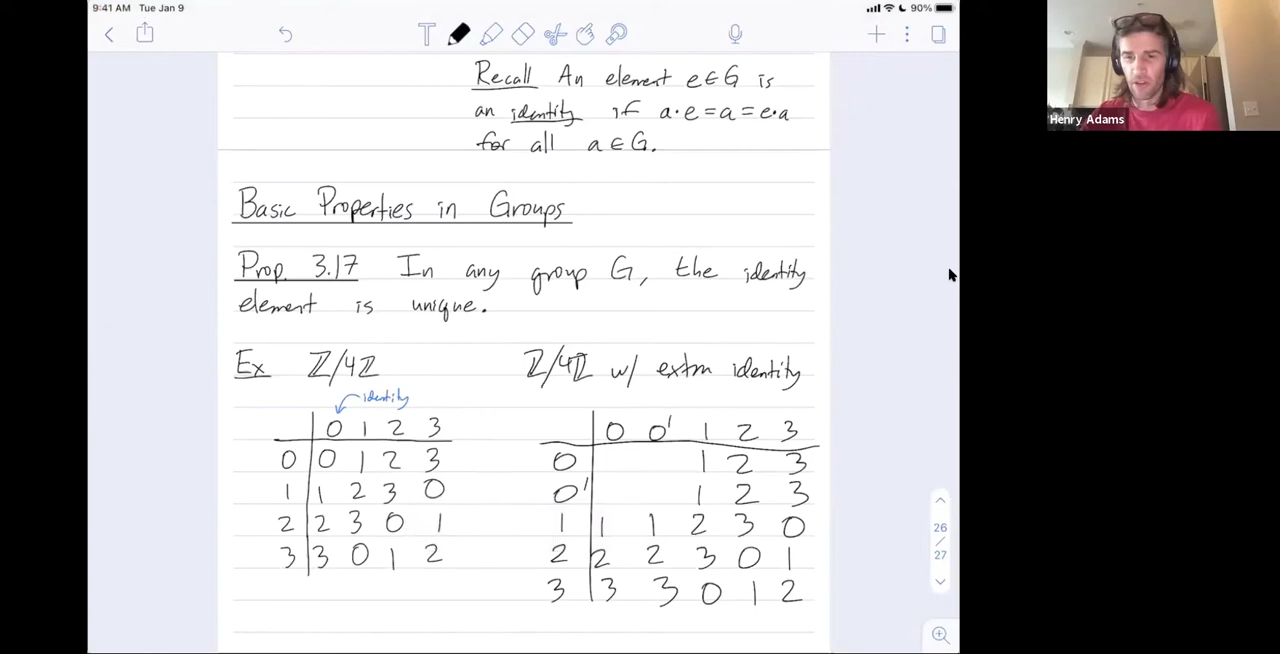 9:41 AM Tue Jan 9
90%
Recall An element e∈G is
an identity if a·e=a=e·a
for all a∈G.
Henry Adams
Basic Properties in Groups
Prop. 3.17 In any group G, the identity
element is unique.
Ex ℤ/4ℤ
ℤ/4ℤ w/ extra identity
identity
0 1 2 3
0 0 1 2 3
1 1 2 3 0
2 2 3 0 1
3 3 0 1 2
0 0' 1 2 3
0 1 2 3
0' 1 2 3
1 1 1 2 3 0
2 2 2 3 0 1
3 3 3 0 1 2
26
/
27